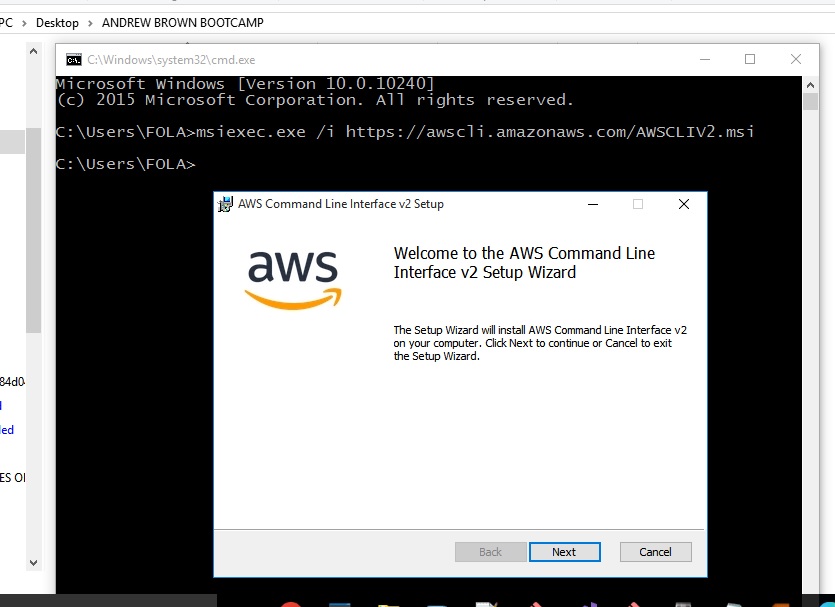 PC > Desktop > ANDREW BROWN BOOTCAMP
C:\Windows\system32\cmd.exe
Microsoft Windows [Version 10.0.10240]
(c) 2015 Microsoft Corporation. All rights reserved.
C:\Users\FOLA>msiexec.exe /i https://awscli.amazonaws.com/AWSCLIV2.msi
C:\Users\FOLA>
AWS Command Line Interface v2 Setup
aws
Welcome to the AWS Command Line
Interface v2 Setup Wizard
The Setup Wizard will install AWS Command Line Interface v2
on your computer. Click Next to continue or Cancel to exit
the Setup Wizard.
84d04
led
ES OI
Back Next Cancel